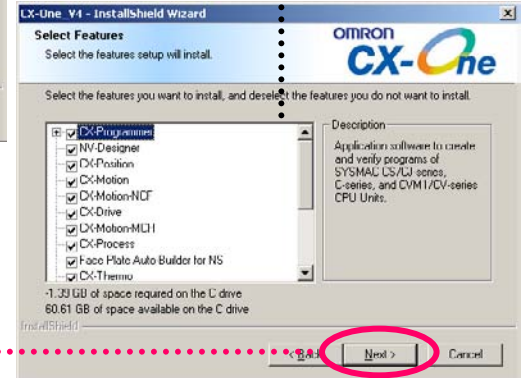 CX-One_V4 - InstallShield Wizard
Select Features
Select the features setup will install.
OMRON
CX-One
Select the features you want to install, and deselect the features you do not want to install.
CX-Programmer
NV-Designer
CX-Position
CX-Motion
CX-Motion-NCF
CX-Drive
CX-Motion-MCH
CX-Process
Face Plate Auto Builder for NS
CX-Thermo
Description
Application software to create
and verify programs of
SYSMAC CS/CJ-series,
C-series, and CVM1/CV-series
CPU Units.
-1.39 GB of space required on the C drive
60.61 GB of space available on the C drive
InstallShield
< Back
Next >
Cancel